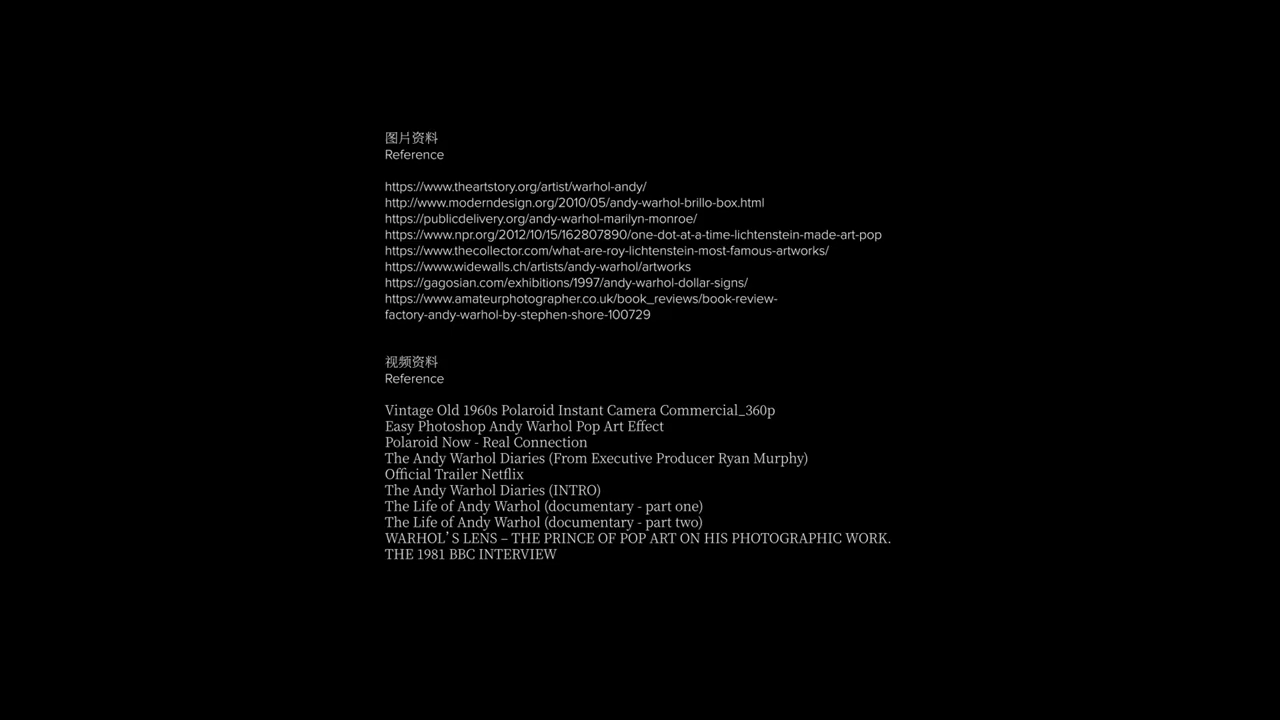 图片资料
Reference
https://www.theartstory.org/artist/warhol-andy/
http://www.moderndesign.org/2010/05/andy-warhol-brillo-box.html
https://publicdelivery.org/andy-warhol-marilyn-monroe/
https://www.npr.org/2012/10/15/162807890/one-dot-at-a-time-lichtenstein-made-art-pop
https://www.thecollector.com/what-are-roy-lichtenstein-most-famous-artworks/
https://www.widewalls.ch/artists/andy-warhol/artworks
https://gagosian.com/exhibitions/1997/andy-warhol-dollar-signs/
https://www.amateurphotographer.co.uk/book_reviews/book-review-
factory-andy-warhol-by-stephen-shore-100729
视频资料
Reference
Vintage Old 1960s Polaroid Instant Camera Commercial_360p
Easy Photoshop Andy Warhol Pop Art Effect
Polaroid Now - Real Connection
The Andy Warhol Diaries (From Executive Producer Ryan Murphy)
Official Trailer Netflix
The Andy Warhol Diaries (INTRO)
The Life of Andy Warhol (documentary - part one)
The Life of Andy Warhol (documentary - part two)
WARHOL’S LENS – THE PRINCE OF POP ART ON HIS PHOTOGRAPHIC WORK.
THE 1981 BBC INTERVIEW